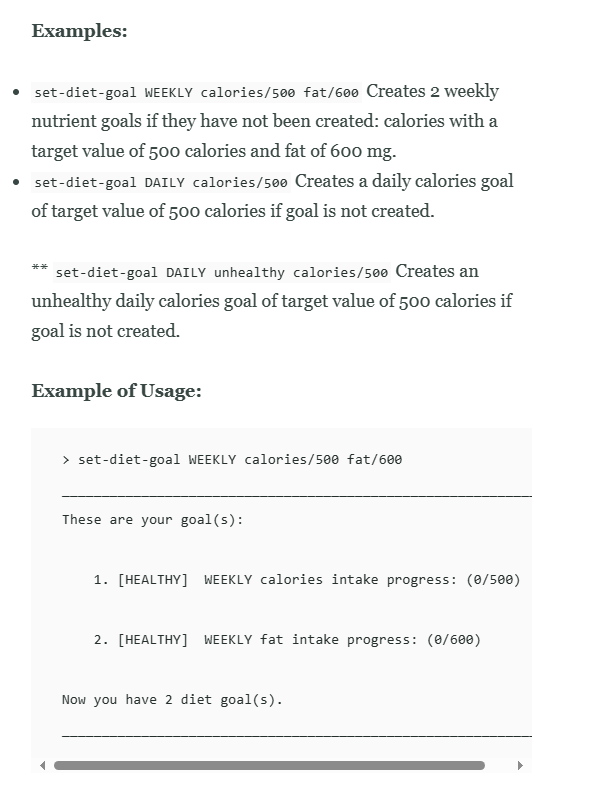 Examples:
• set-diet-goal WEEKLY calories/500 fat/600 Creates 2 weekly
nutrient goals if they have not been created: calories with a
target value of 500 calories and fat of 600 mg.
• set-diet-goal DAILY calories/500 Creates a daily calories goal
of target value of 500 calories if goal is not created.
** set-diet-goal DAILY unhealthy calories/500 Creates an
unhealthy daily calories goal of target value of 500 calories if
goal is not created.
Example of Usage:
> set-diet-goal WEEKLY calories/500 fat/600
These are your goal(s):
1. [HEALTHY]  WEEKLY calories intake progress: (0/500)
2. [HEALTHY]  WEEKLY fat intake progress: (0/600)
Now you have 2 diet goal(s).